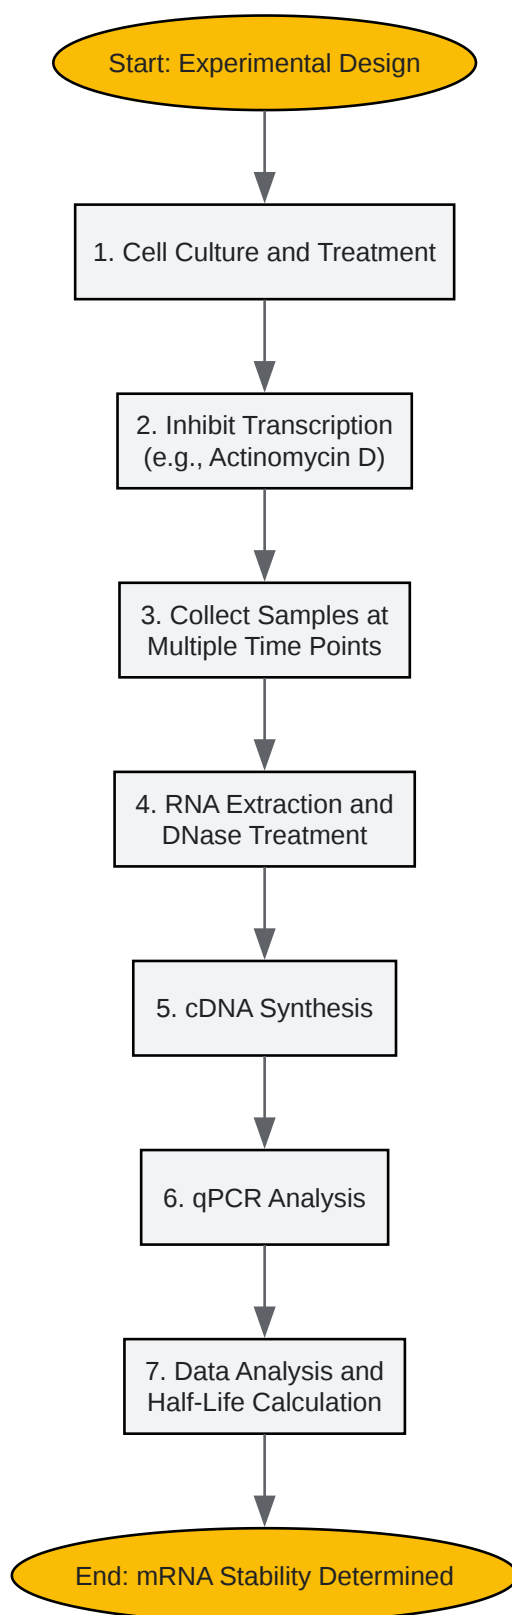 Start: Experimental Design
1. Cell Culture and Treatment
2. Inhibit Transcription
(e.g., Actinomycin D)
3. Collect Samples at
Multiple Time Points
4. RNA Extraction and
DNase Treatment
5. cDNA Synthesis
6. qPCR Analysis
7. Data Analysis and
Half-Life Calculation
End: mRNA Stability Determined